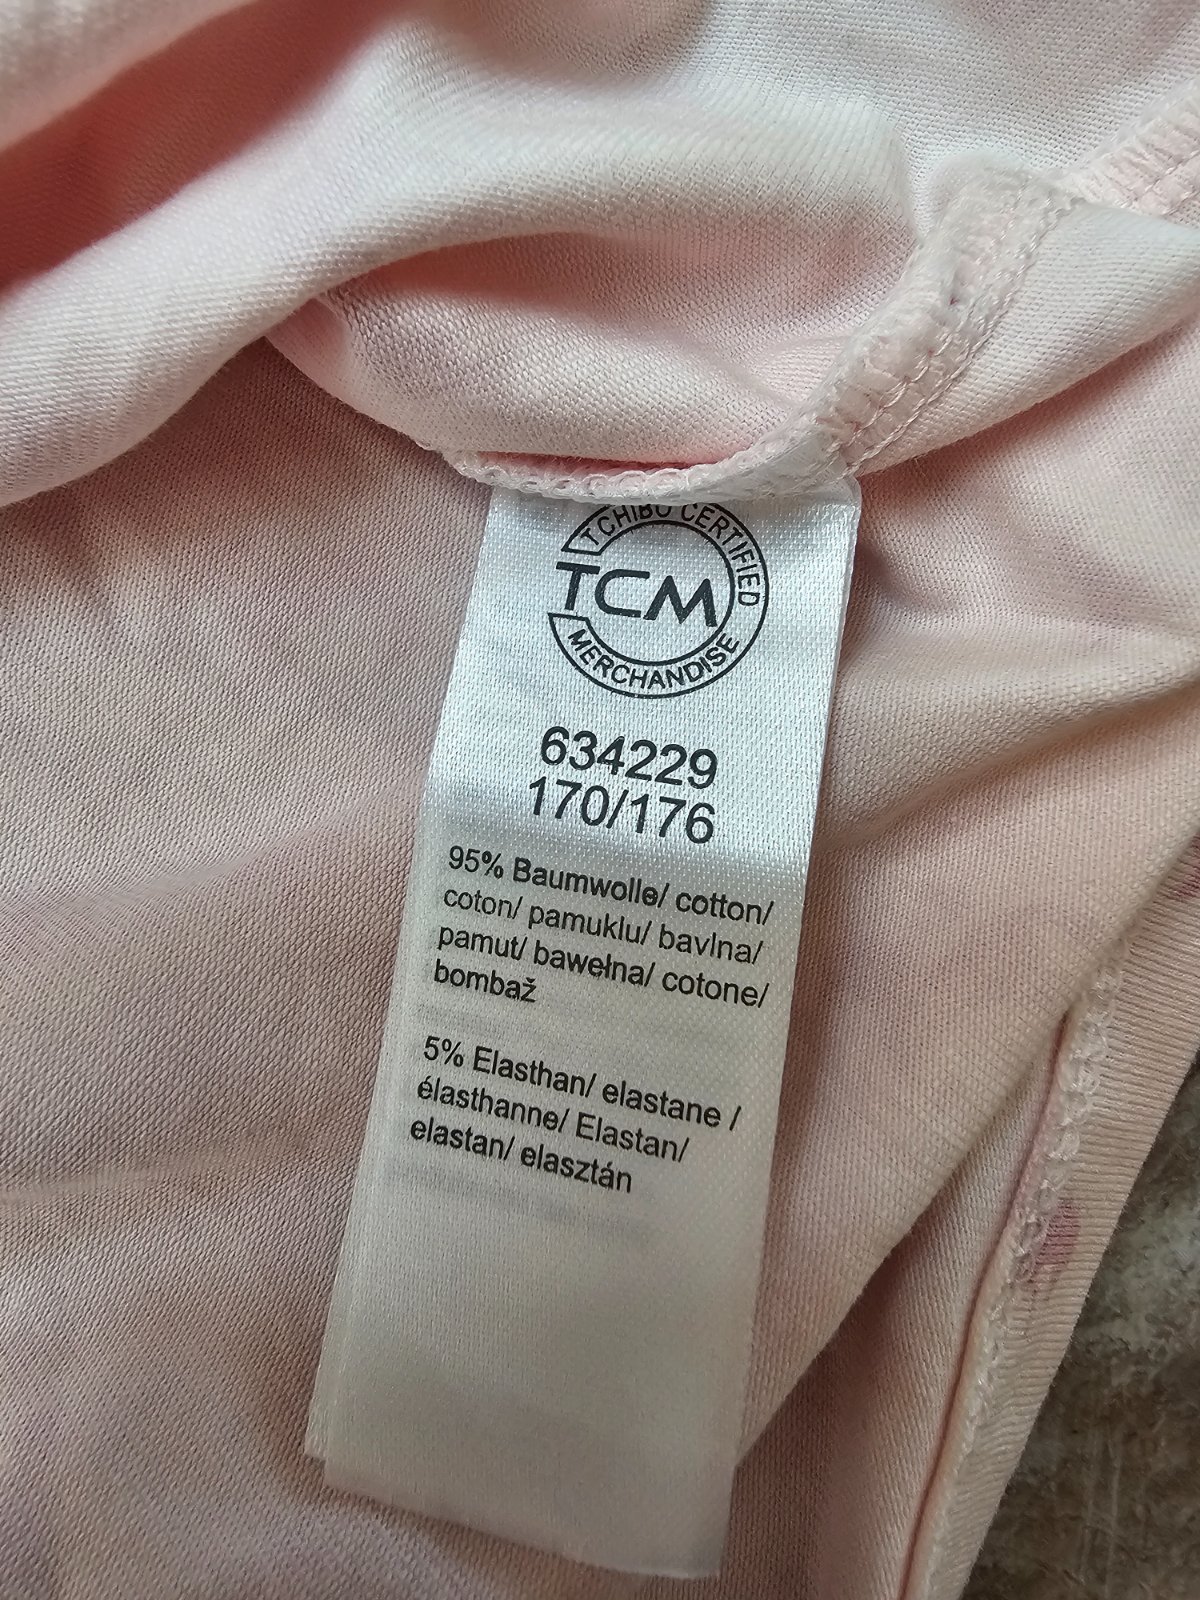 TCHIBO CERTIFIED
TCM
MERCHANDISE
634229
170/176
95% Baumwolle/ cotton/
coton/ pamuklu/ bavlna/
pamut/ bawełna/ cotone/
bombaž
5% Elasthan/ elastane /
élasthanne/ Elastan/
elastan/ elasztán